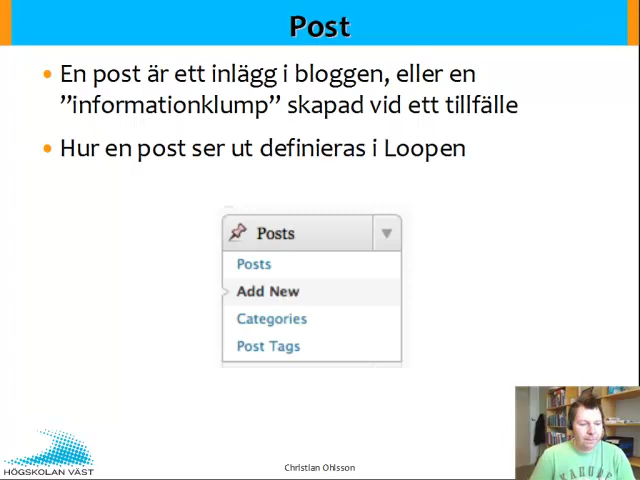 Post
• En post är ett inlägg i bloggen, eller en
”informationklump” skapad vid ett tillfälle
• Hur en post ser ut definieras i Loopen
Posts
Posts
Add New
Categories
Post Tags
HÖGSKOLAN VÄST
Christian Ohlsson